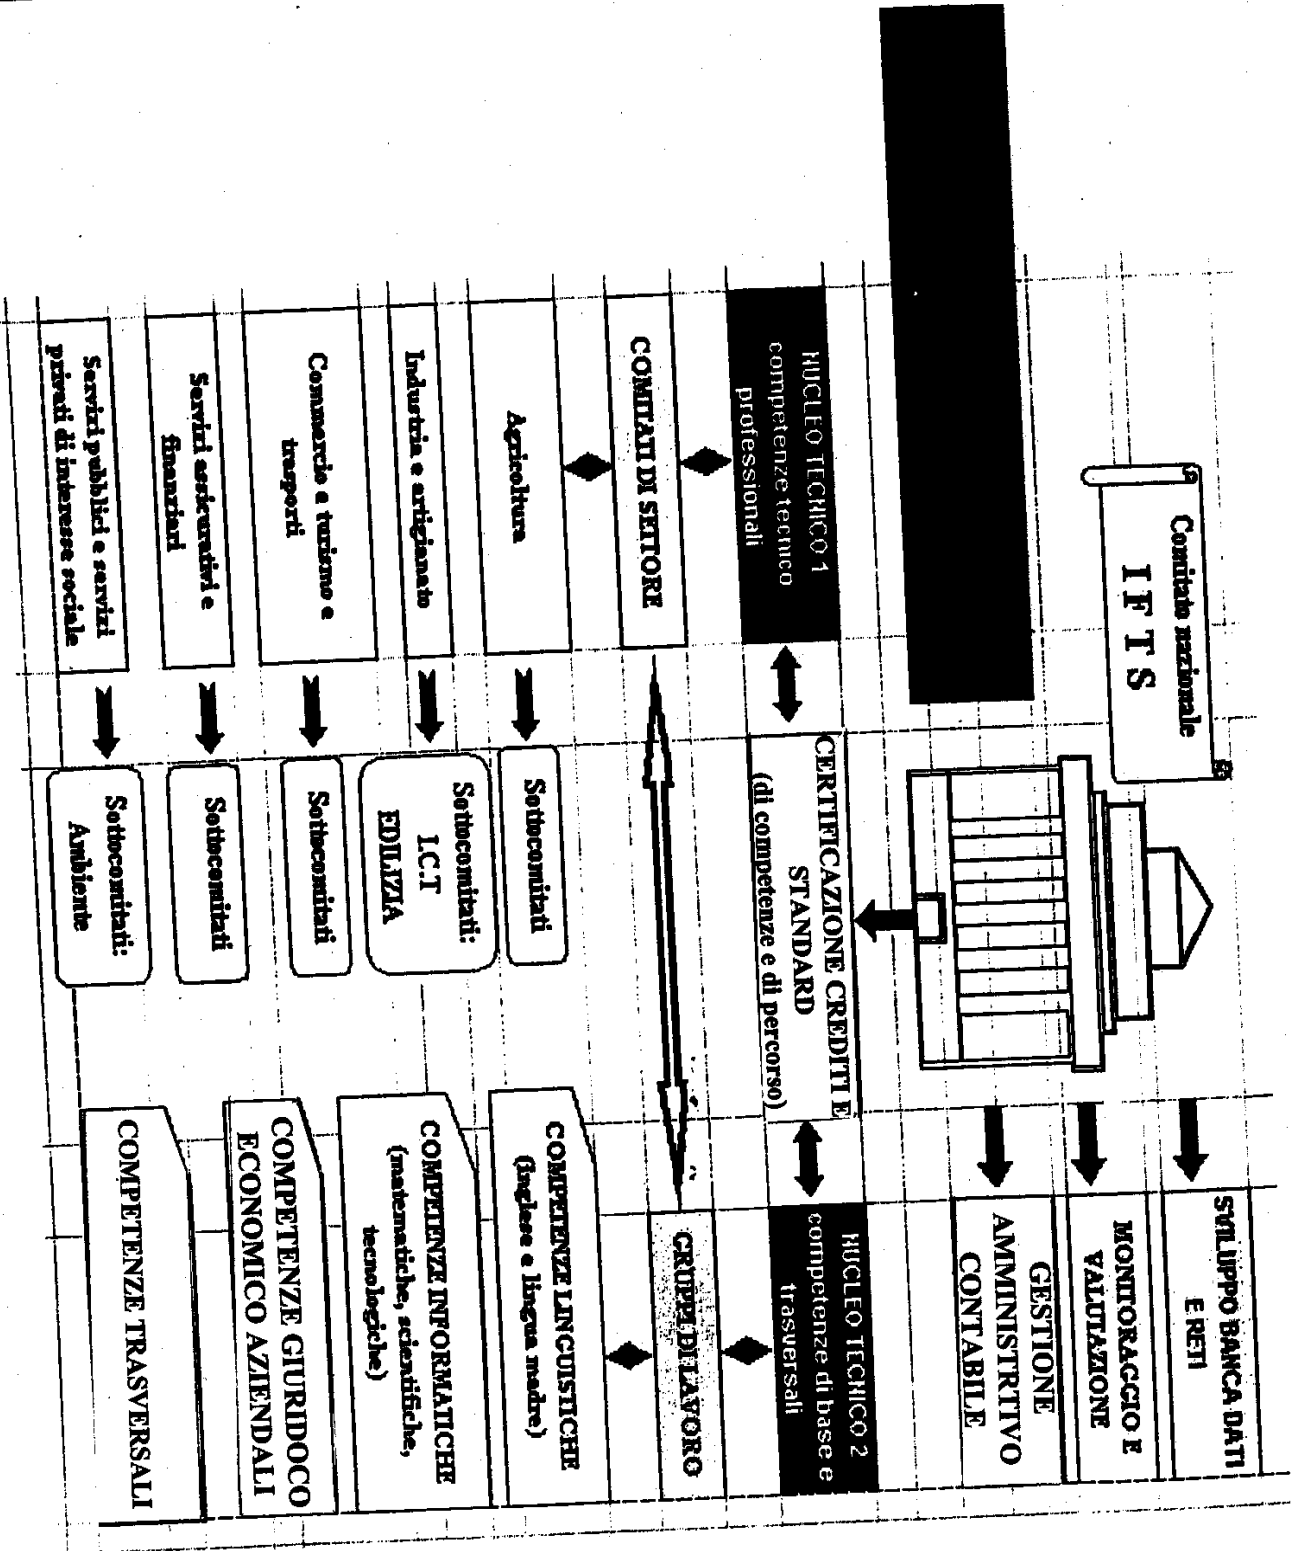 Comitato nazionale
I F T S
SVILUPPO BANCA DATI
E RETI
MONITORAGGIO E
VALUTAZIONE
GESTIONE
AMMINISTRTIVO
CONTABILE
NUCLEO TECNICO 1
competenze tecnico
professionali
CERTIFICAZIONE CREDITI E
STANDARD
(di competenze e di percorso)
NUCLEO TECNICO 2
competenze di base e
trasversali
COMITATI DI SETTORE
GRUPPI DI LAVORO
Agricoltura
Sottocomitati
COMPETENZE LINGUISTICHE
(inglese e lingua madre)
Industria e artigianato
Sottocomitati:
I.C.T
EDILIZIA
COMPETENZE INFORMATICHE
(matematiche, scientifiche,
tecnologiche)
Commercio e turismo e
trasporti
Sottocomitati
COMPETENZE GIURIDOCO
ECONOMICO AZIENDALI
Servizi assicurativi e
finanziari
Sottocomitati
Servizi pubblici e servizi
privati di interesse sociale
Sottocomitati:
Ambiente
COMPETENZE TRASVERSALI